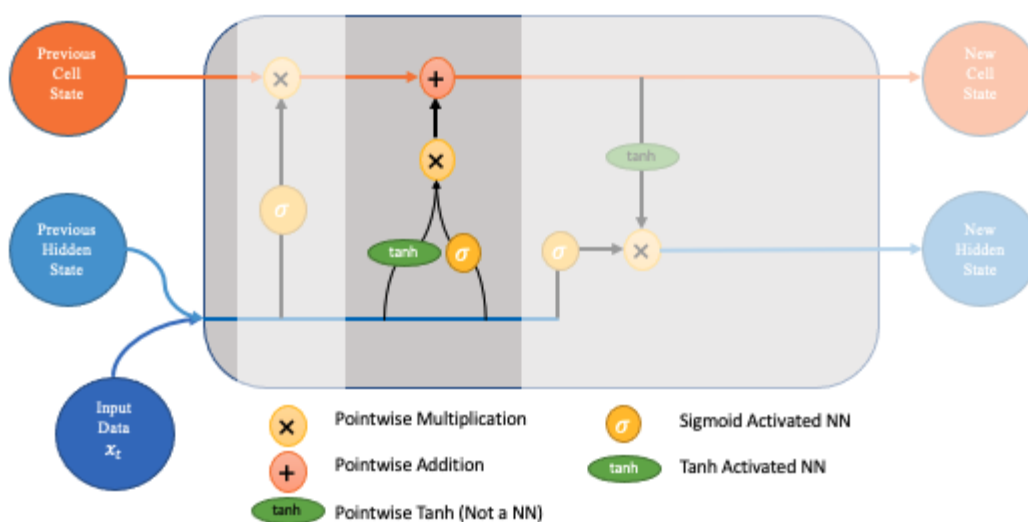 Previous
Cell
State
×
+
New
Cell
State
×
tanh
σ
Previous
Hidden
State
tanh
σ
σ
×
New
Hidden
State
Input
Data
xₜ
× Pointwise Multiplication
σ Sigmoid Activated NN
+ Pointwise Addition
tanh Tanh Activated NN
tanh Pointwise Tanh (Not a NN)